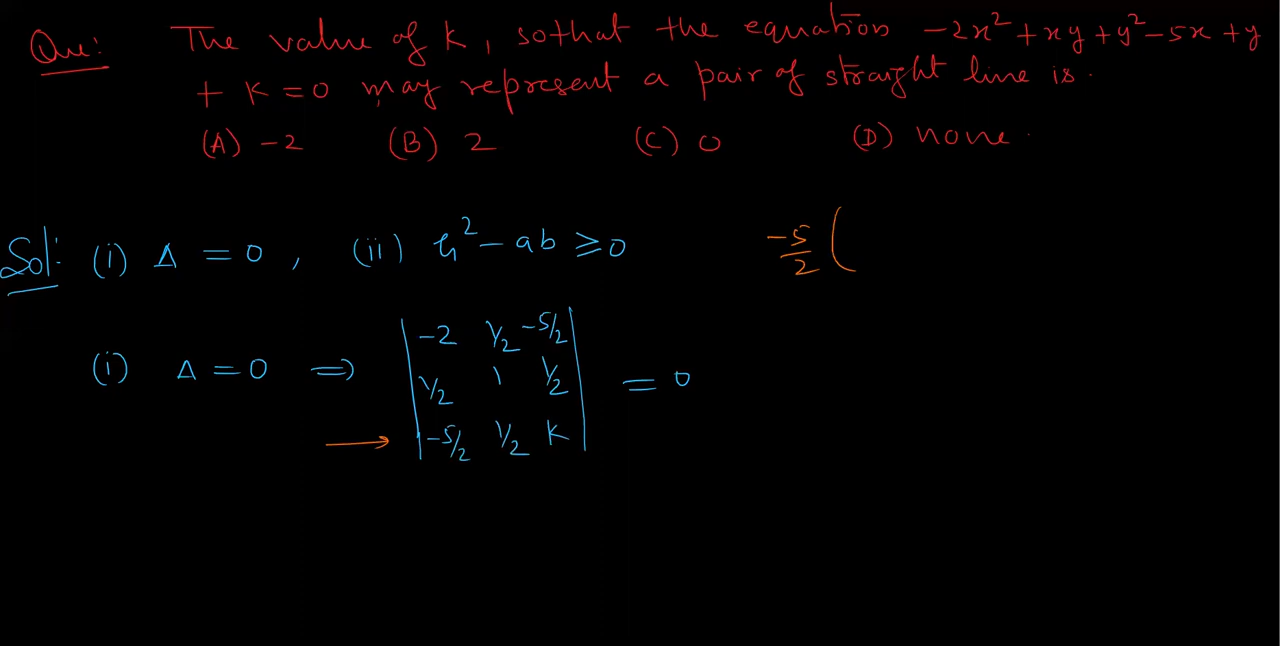 Que: The value of K, so that the equation -2x² + xy + y² - 5x + y
+ K = 0 may represent a pair of straight line is.
(A) -2 (B) 2 (C) 0 (D) none.
Sol: (i) Δ = 0, (ii) h² - ab ≥ 0 -5/2 (
(i) Δ = 0 ⇒ | -2 1/2 -5/2 |
| 1/2 1 1/2 | = 0
→ | -5/2 1/2 K |